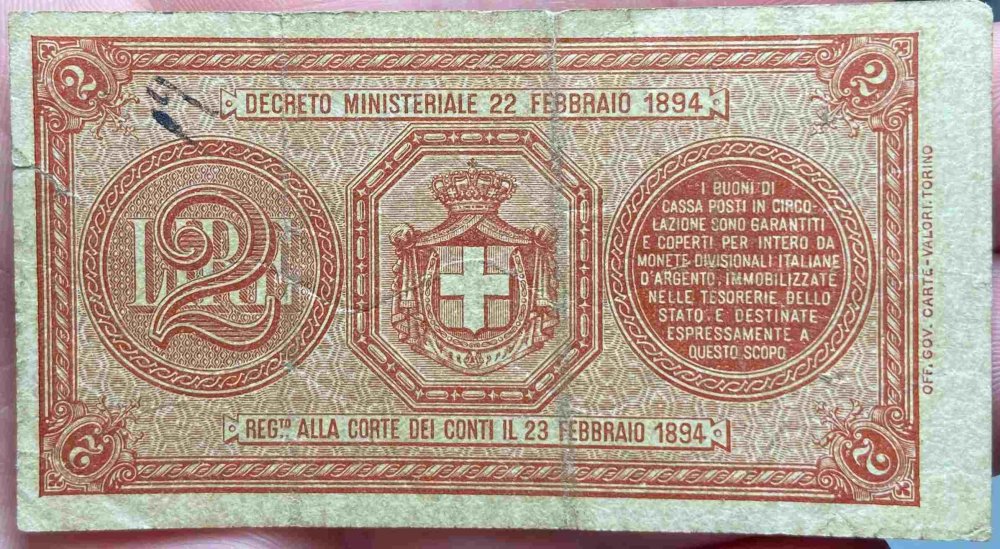 2
2
DECRETO MINISTERIALE 22 FEBBRAIO 1894
LIRE
2
I BUONI DI
CASSA POSTI IN CIRCO-
LAZIONE SONO GARANTITI
E COPERTI PER INTERO DA
MONETE DIVISIONALI ITALIANE
D'ARGENTO, IMMOBILIZZATE
NELLE TESORERIE DELLO
STATO E DESTINATE
ESPRESSAMENTE A
QUESTO SCOPO
OFF. GOV. CARTE-VALORI. TORINO
REG.TO ALLA CORTE DEI CONTI IL 23 FEBBRAIO 1894
2
2